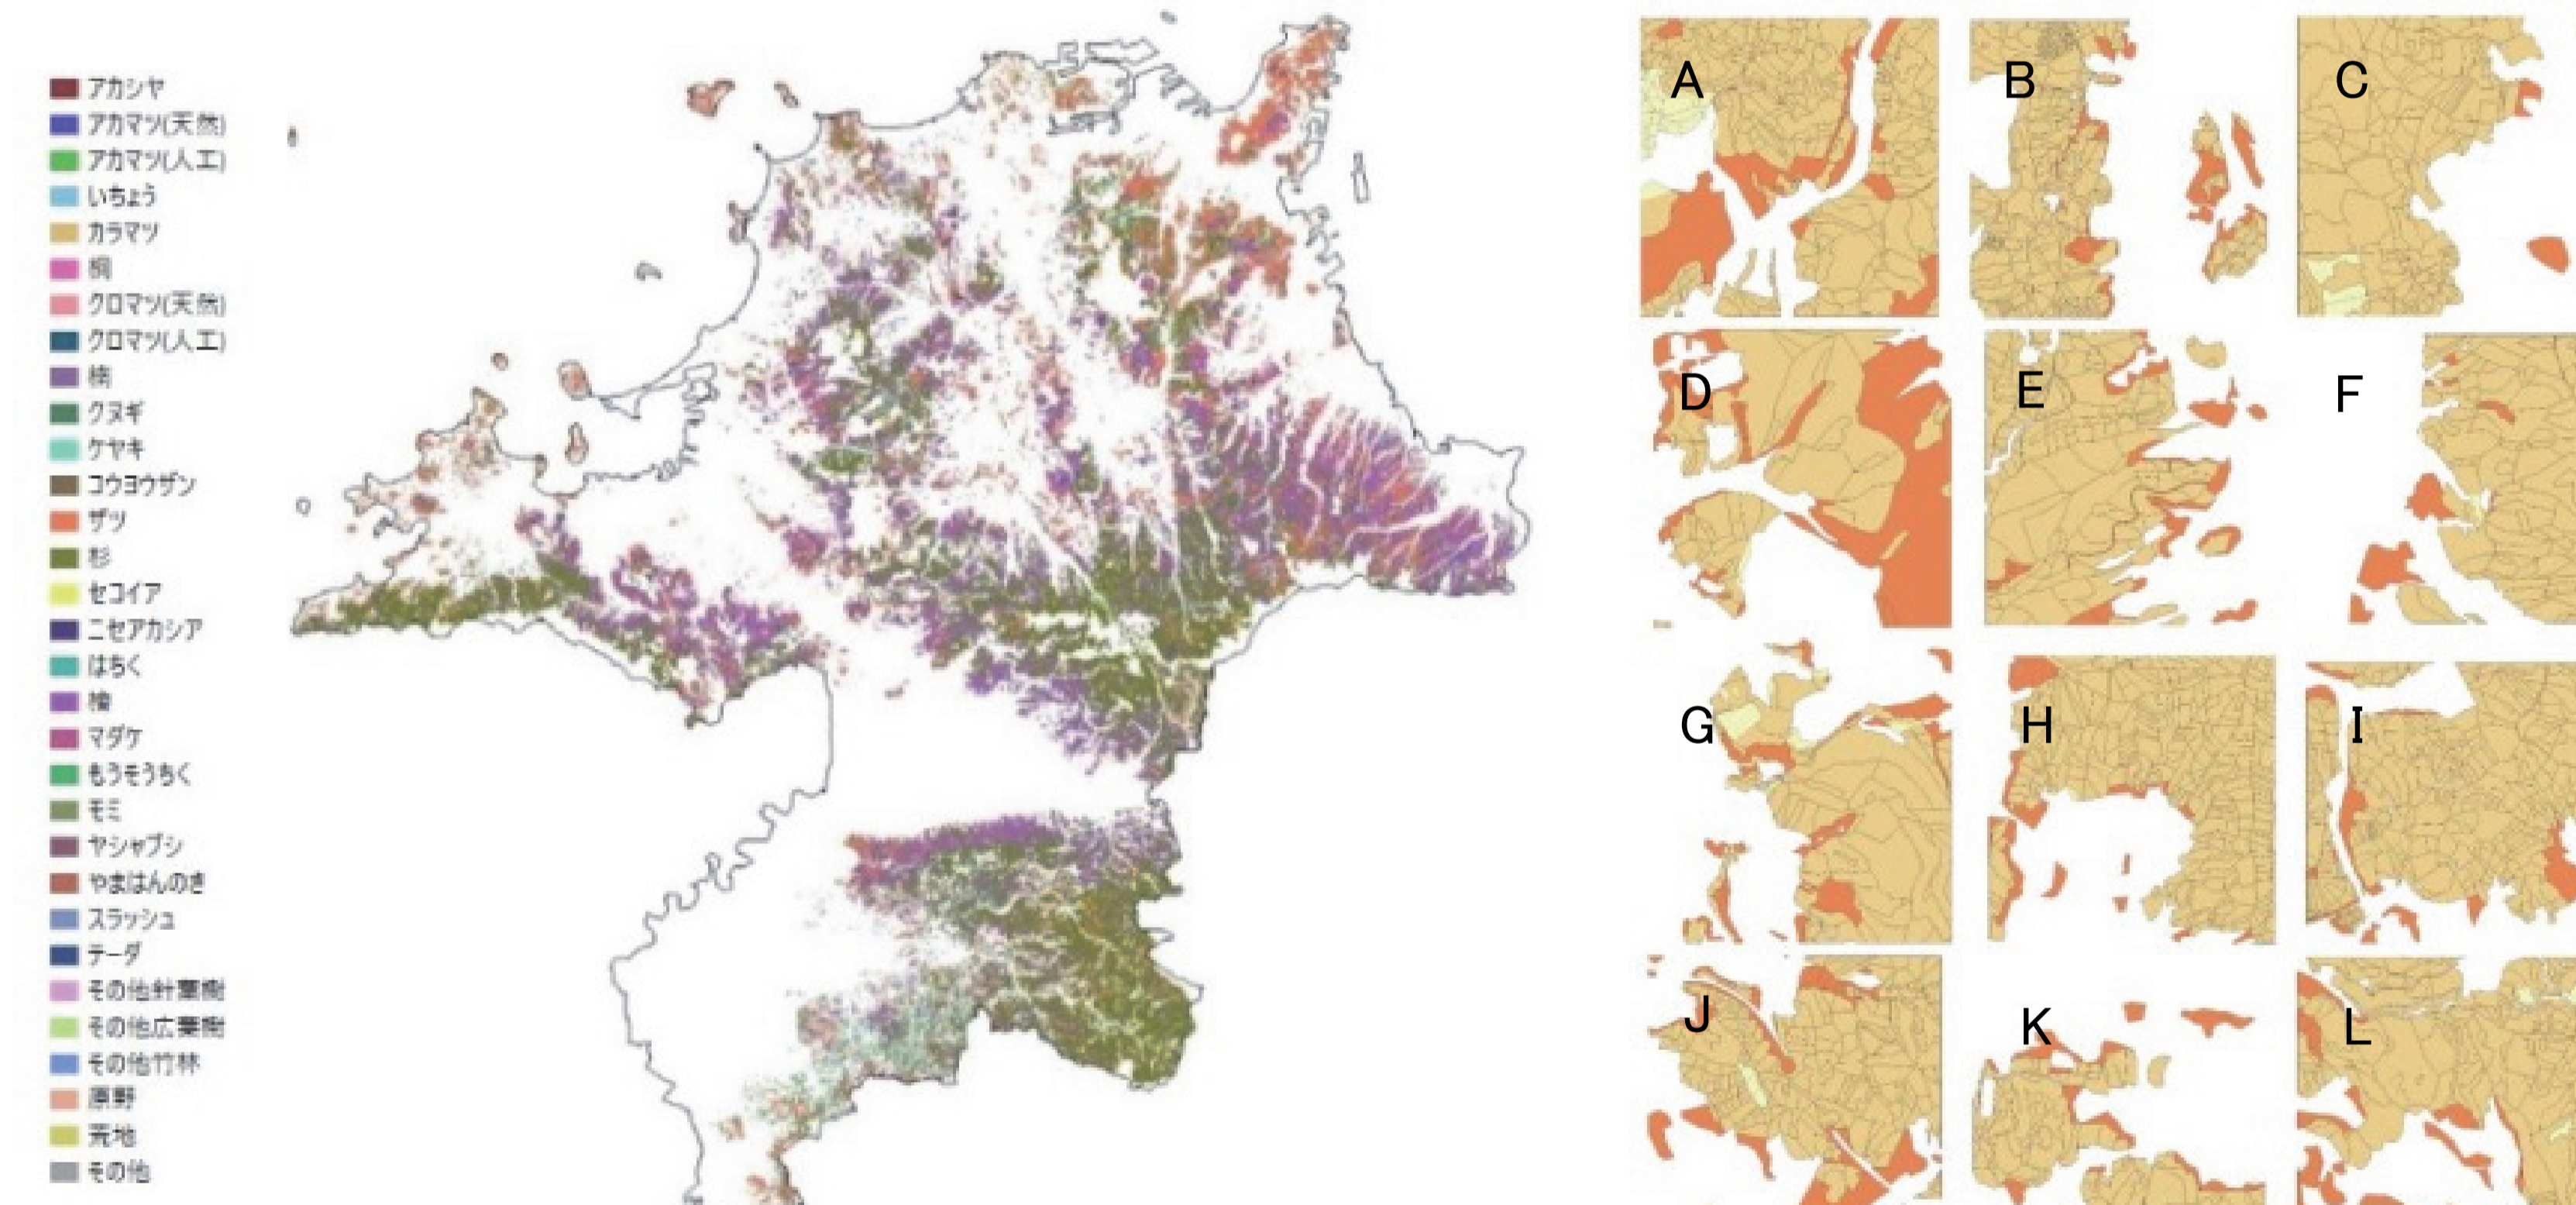 アカシヤ
アカマツ(天然)
アカマツ(人工)
いちょう
カラマツ
桐
クロマツ(天然)
クロマツ(人工)
楠
クヌギ
ケヤキ
コウヨウザン
ザツ
杉
セコイア
ニセアカシア
はちく
檜
マダケ
もうそうちく
モミ
ヤシャブシ
やまはんのき
スラッシュ
テーダ
その他針葉樹
その他広葉樹
その他竹林
原野
荒地
その他
A
B
C
D
E
F
G
H
I
J
K
L